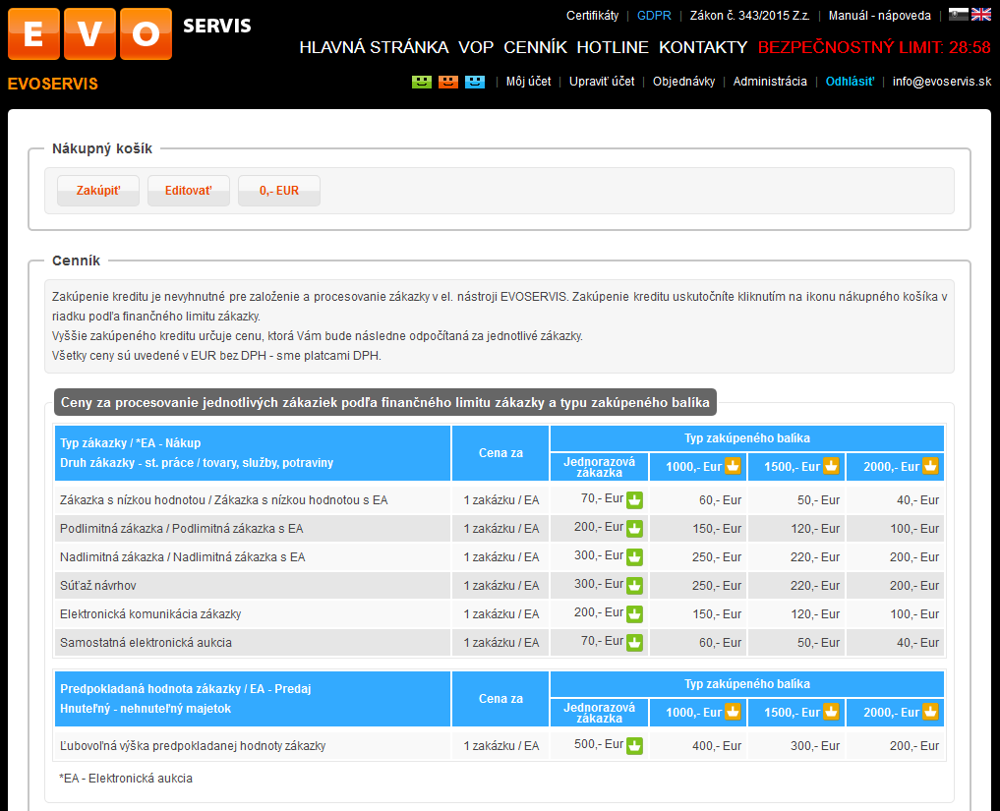 EVO SERVIS
Certifikáty | GDPR | Zákon č. 343/2015 Z.z. | Manuál - nápoveda |
HLAVNÁ STRÁNKA VOP CENNÍK HOTLINE KONTAKTY BEZPEČNOSTNÝ LIMIT: 28:58
EVOSERVIS
| Môj účet | Upraviť účet | Objednávky | Administrácia | Odhlásiť | info@evoservis.sk
Nákupný košík
Zakúpiť Editovať 0,- EUR
Cenník
Zakúpenie kreditu je nevyhnutné pre založenie a procesovanie zákazky v el. nástroji EVOSERVIS. Zakúpenie kreditu uskutočníte kliknutím na ikonu nákupného košíka v
riadku podľa finančného limitu zákazky.
Vyššie zakúpeného kreditu určuje cenu, ktorá Vám bude následne odpočítaná za jednotlivé zákazky.
Všetky ceny sú uvedené v EUR bez DPH - sme platcami DPH.
Ceny za procesovanie jednotlivých zákaziek podľa finančného limitu zákazky a typu zakúpeného balíka
Typ zákazky / *EA - Nákup
Druh zákazky - st. práce / tovary, služby, potraviny
Cena za
Typ zakúpeného balíka
Jednorazová
zákazka
1000,- Eur 1500,- Eur 2000,- Eur
Zákazka s nízkou hodnotou / Zákazka s nízkou hodnotou s EA 1 zakázku / EA 70,- Eur 60,- Eur 50,- Eur 40,- Eur
Podlimitná zákazka / Podlimitná zákazka s EA 1 zakázku / EA 200,- Eur 150,- Eur 120,- Eur 100,- Eur
Nadlimitná zákazka / Nadlimitná zákazka s EA 1 zakázku / EA 300,- Eur 250,- Eur 220,- Eur 200,- Eur
Súťaž návrhov 1 zakázku / EA 300,- Eur 250,- Eur 220,- Eur 200,- Eur
Elektronická komunikácia zákazky 1 zakázku / EA 200,- Eur 150,- Eur 120,- Eur 100,- Eur
Samostatná elektronická aukcia 1 zakázku / EA 70,- Eur 60,- Eur 50,- Eur 40,- Eur
Predpokladaná hodnota zákazky / EA - Predaj
Hnuteľný - nehnuteľný majetok
Cena za
Typ zakúpeného balíka
Jednorazová
zákazka
1000,- Eur 1500,- Eur 2000,- Eur
Ľubovoľná výška predpokladanej hodnoty zákazky 1 zakázku / EA 500,- Eur 400,- Eur 300,- Eur 200,- Eur
*EA - Elektronická aukcia